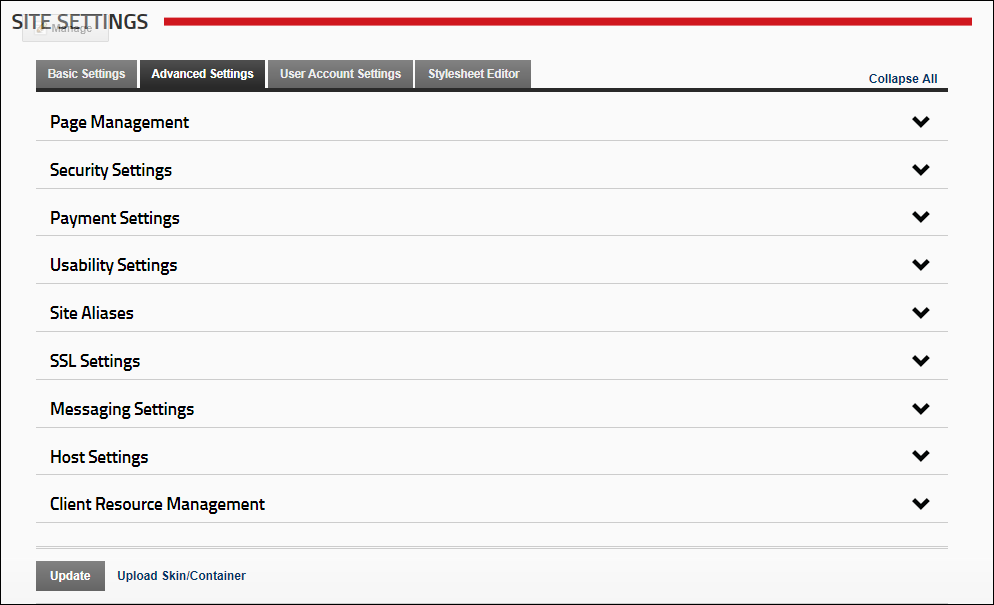 SITE SETTINGS
Manage
Basic Settings Advanced Settings User Account Settings Stylesheet Editor Collapse All
Page Management
Security Settings
Payment Settings
Usability Settings
Site Aliases
SSL Settings
Messaging Settings
Host Settings
Client Resource Management
Update Upload Skin/Container